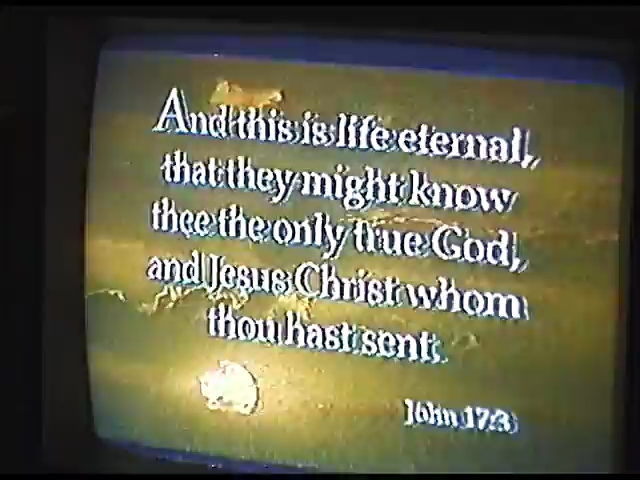 And this is life eternal,
that they might know
thee the only true God,
and Jesus Christ whom
thou hast sent.
John 17:3